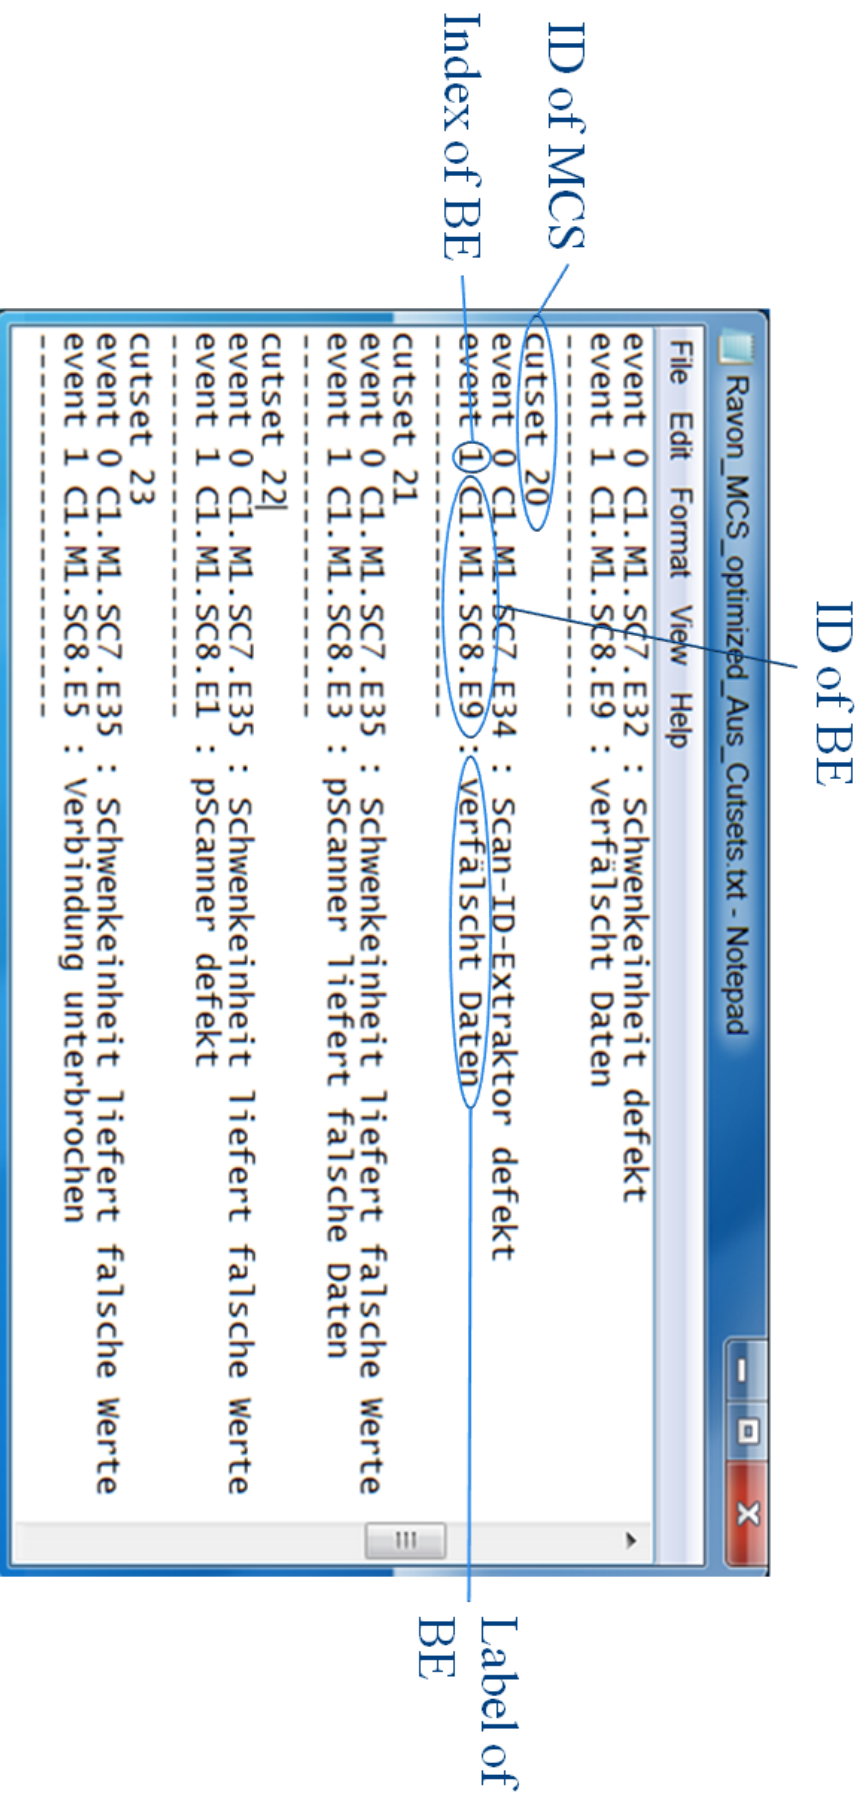 ID of BE
Ravon_MCS_optimized_Aus_Cutsets.txt - Notepad
File Edit Format View Help
event 0 C1.M1.SC7.E32 : Schwenkeinheit defekt
event 1 C1.M1.SC8.E9 : verfälscht Daten
--------------------------
ID of MCS
cutset 20
event 0 C1.M1.SC7.E34 : Scan-ID-Extraktor defekt
Index of BE
event 1 C1.M1.SC8.E9 : verfälscht Daten
Label of
BE
--------------------------
cutset 21
event 0 C1.M1.SC7.E35 : Schwenkeinheit liefert falsche Werte
event 1 C1.M1.SC8.E3 : pScanner liefert falsche Daten
--------------------------
cutset 22
event 0 C1.M1.SC7.E35 : Schwenkeinheit liefert falsche Werte
event 1 C1.M1.SC8.E1 : pScanner defekt
--------------------------
cutset 23
event 0 C1.M1.SC7.E35 : Schwenkeinheit liefert falsche Werte
event 1 C1.M1.SC8.E5 : Verbindung unterbrochen
--------------------------